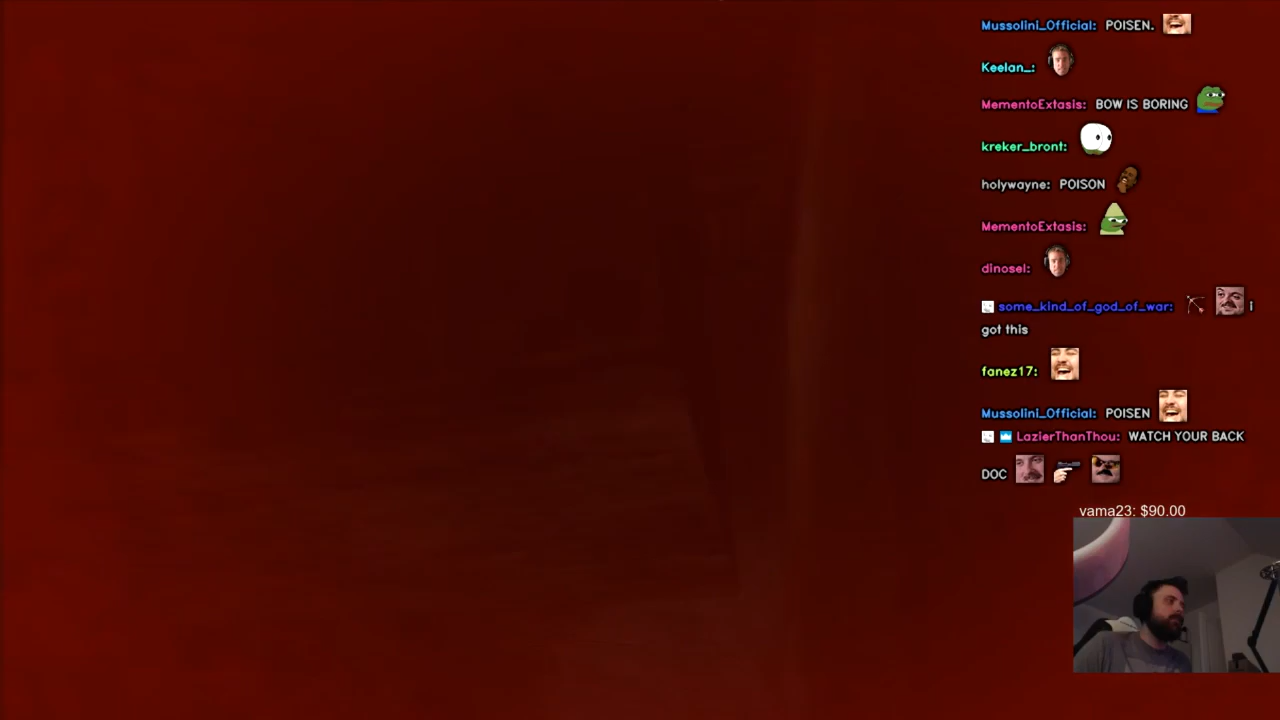 Mussolini_Official: POISEN.
Keelan_:
MementoExtasis: BOW IS BORING
kreker_bront:
holywayne: POISON
MementoExtasis:
dinosel:
some_kind_of_god_of_war: i
got this
fanez17:
Mussolini_Official: POISEN
LazierThanThou: WATCH YOUR BACK
DOC
vama23: $90.00